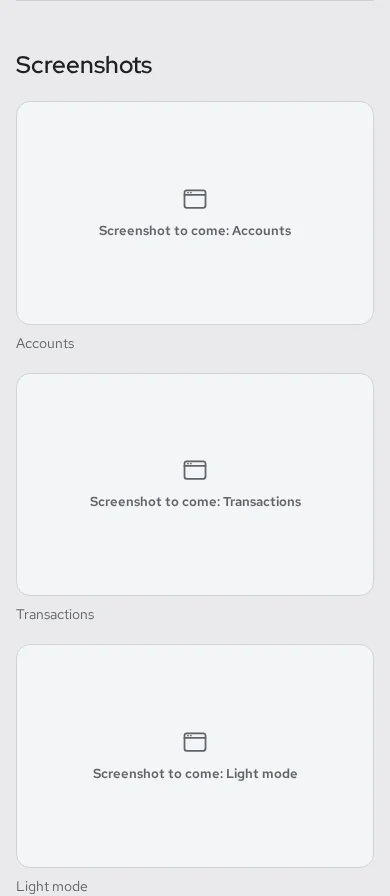 Screenshots
Screenshot to come: Accounts
Accounts
Screenshot to come: Transactions
Transactions
Screenshot to come: Light mode
Light mode